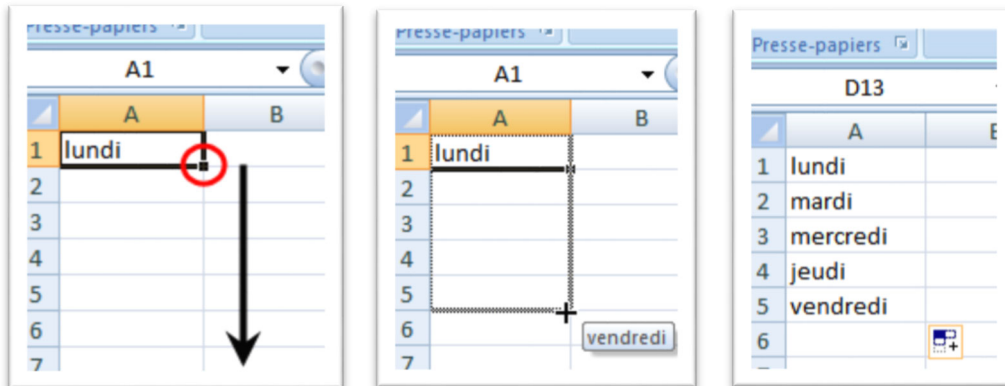 Presse-papiers
A1
A B
1 lundi
2
3
4
5
6
7
Presse-papiers
A1
A B
1 lundi
2
3
4
5
6
7
vendredi
Presse-papiers
D13
A
1 lundi
2 mardi
3 mercredi
4 jeudi
5 vendredi
6